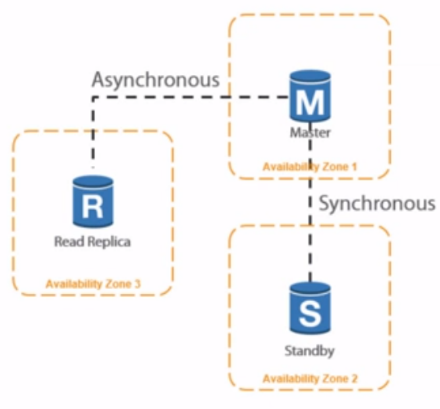 Asynchronous
M
Master
Availability Zone 1
R
Read Replica
Availability Zone 3
Synchronous
S
Standby
Availability Zone 2